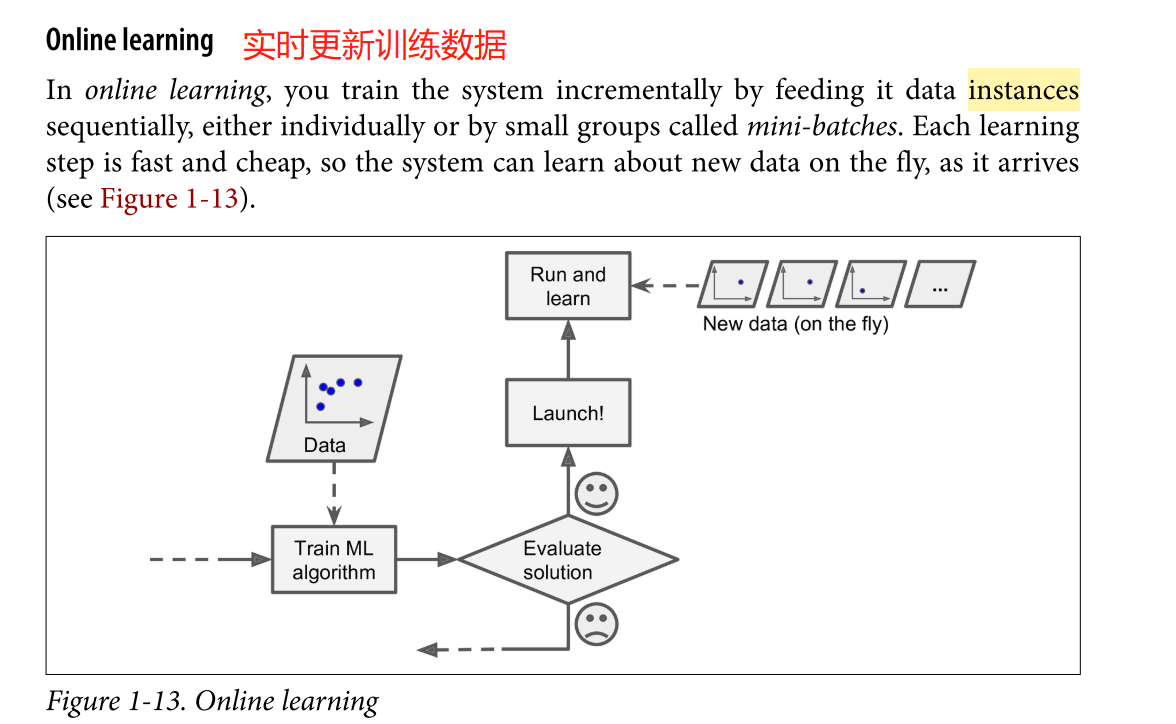 Online learning 实时更新训练数据
In online learning, you train the system incrementally by feeding it data instances
sequentially, either individually or by small groups called mini-batches. Each learning
step is fast and cheap, so the system can learn about new data on the fly, as it arrives
(see Figure 1-13).
Run and
learn
...
New data (on the fly)
Launch!
Data
Train ML
algorithm
Evaluate
solution
Figure 1-13. Online learning